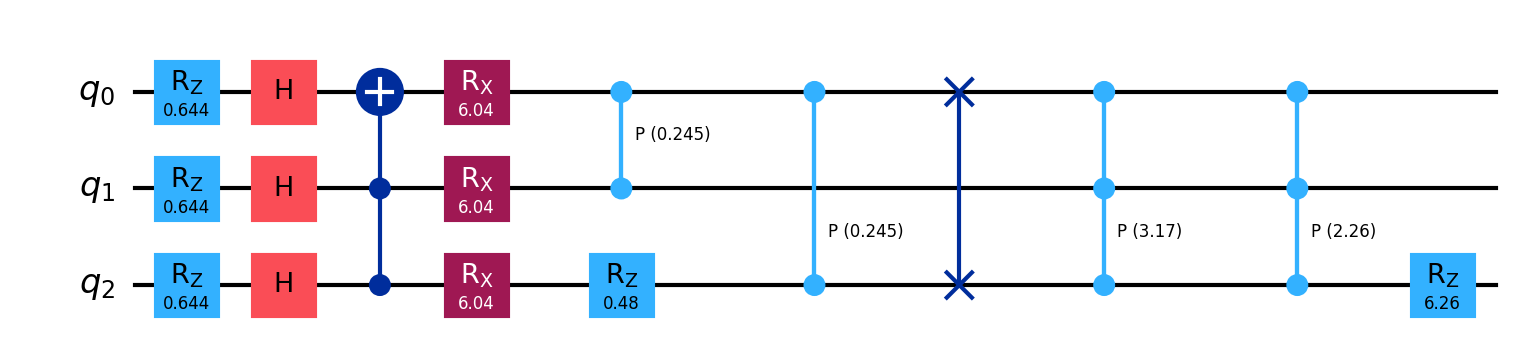 q0 RZ 0.644 H RX 6.04
P (0.245)
q1 RZ 0.644 H RX 6.04
P (0.245) P (3.17) P (2.26)
q2 RZ 0.644 H RX 6.04 RZ 0.48 RZ 6.26